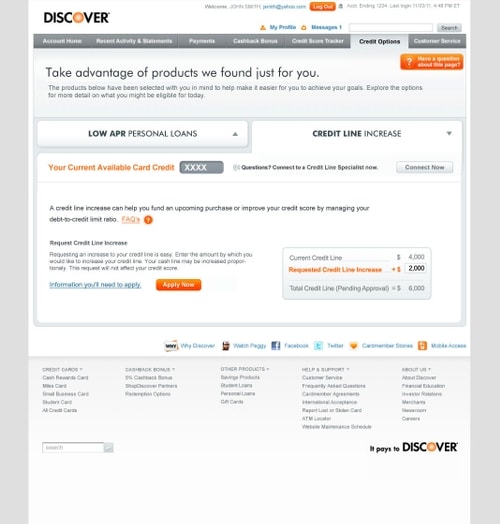 DISCOVER
Welcome, JOHN SMITH, jsmith@yahoo.com Log Out Acct. Ending 1234. Last login 11/03/11, 4:48 PM ET
My Profile Messages 1 Search
Account Home Recent Activity & Statements Payments Cashback Bonus Credit Score Tracker Credit Options Customer Service
? Have a question
about this page?
Take advantage of products we found just for you.
The products below have been selected with you in mind to help make it easier for you to achieve your goals. Explore the options
for more detail on what you might be eligible for today.
LOW APR PERSONAL LOANS CREDIT LINE INCREASE
Your Current Available Card Credit XXXX Questions? Connect to a Credit Line Specialist now. Connect Now
A credit line increase can help you fund an upcoming purchase or improve your credit score by managing your
debt-to-credit limit ratio. FAQ's ?
Request Credit Line Increase
Requesting an increase to your credit line is easy. Enter the amount by which you
would like to increase your credit line. Your cash line may be increased propor-
tionally. This request will not affect your credit score.
Information you'll need to apply. Apply Now
Current Credit Line $ 4,000
Requested Credit Line Increase + $ 2,000
Total Credit Line (Pending Approval) = $ 6,000
WHY Why Discover Watch Peggy Facebook Twitter Cardmember Stories Mobile Access
CREDIT CARDS
Cash Rewards Card
Miles Card
Small Business Card
Student Card
All Credit Cards
CASHBACK BONUS
5% Cashback Bonus
ShopDiscover Partners
Redemption Options
OTHER PRODUCTS
Savings Products
Student Loans
Personal Loans
Gift Cards
HELP & SUPPORT
Customer Service
Frequently Asked Questions
Cardmember Agreements
International Acceptance
Report Lost or Stolen Card
ATM Locator
Website Maintenance Schedule
ABOUT US
About Discover
Financial Education
Investor Relations
Merchants
Newsroom
Careers
SEARCH
It pays to DISCOVER